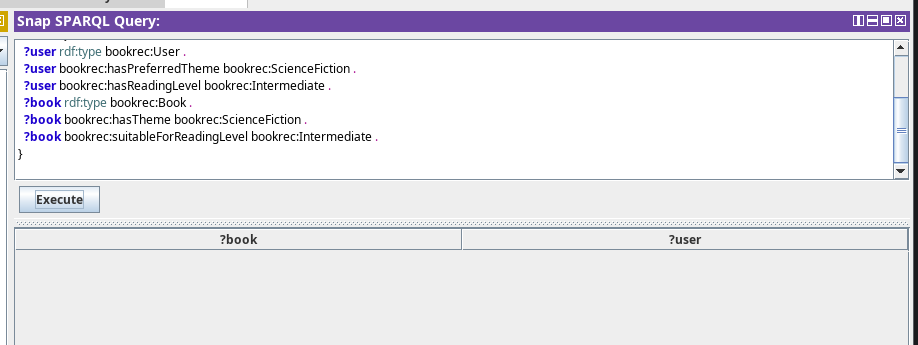 Snap SPARQL Query:
?user rdf:type bookrec:User .
?user bookrec:hasPreferredTheme bookrec:ScienceFiction .
?user bookrec:hasReadingLevel bookrec:Intermediate .
?book rdf:type bookrec:Book .
?book bookrec:hasTheme bookrec:ScienceFiction .
?book bookrec:suitableForReadingLevel bookrec:Intermediate .
}
Execute
?book ?user